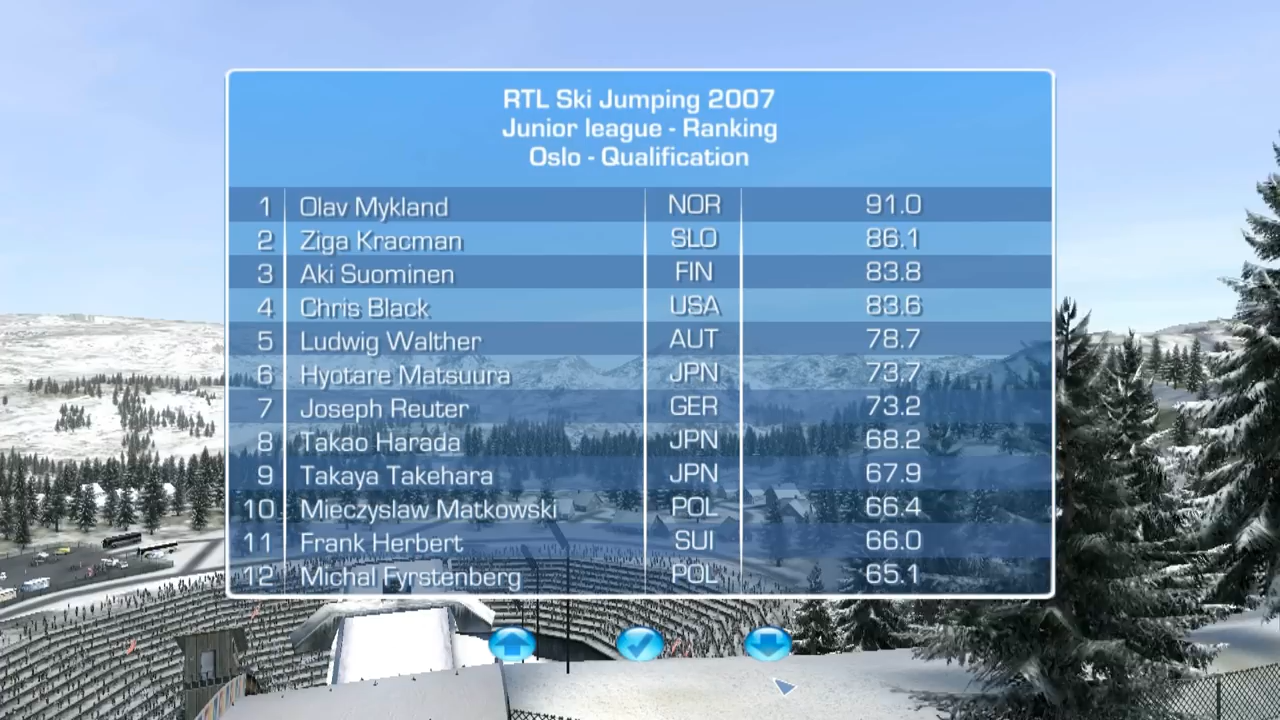 RTL Ski Jumping 2007
Junior league - Ranking
Oslo - Qualification
1 Olav Mykland NOR 91.0
2 Ziga Kracman SLO 86.1
3 Aki Suominen FIN 83.8
4 Chris Black USA 83.6
5 Ludwig Walther AUT 78.7
6 Hyotare Matsuura JPN 73.7
7 Joseph Reuter GER 73.2
8 Takao Harada JPN 68.2
9 Takaya Takehara JPN 67.9
10 Mieczyslaw Matkowski POL 66.4
11 Frank Herbert SUI 66.0
12 Michal Fyrstenberg POL 65.1